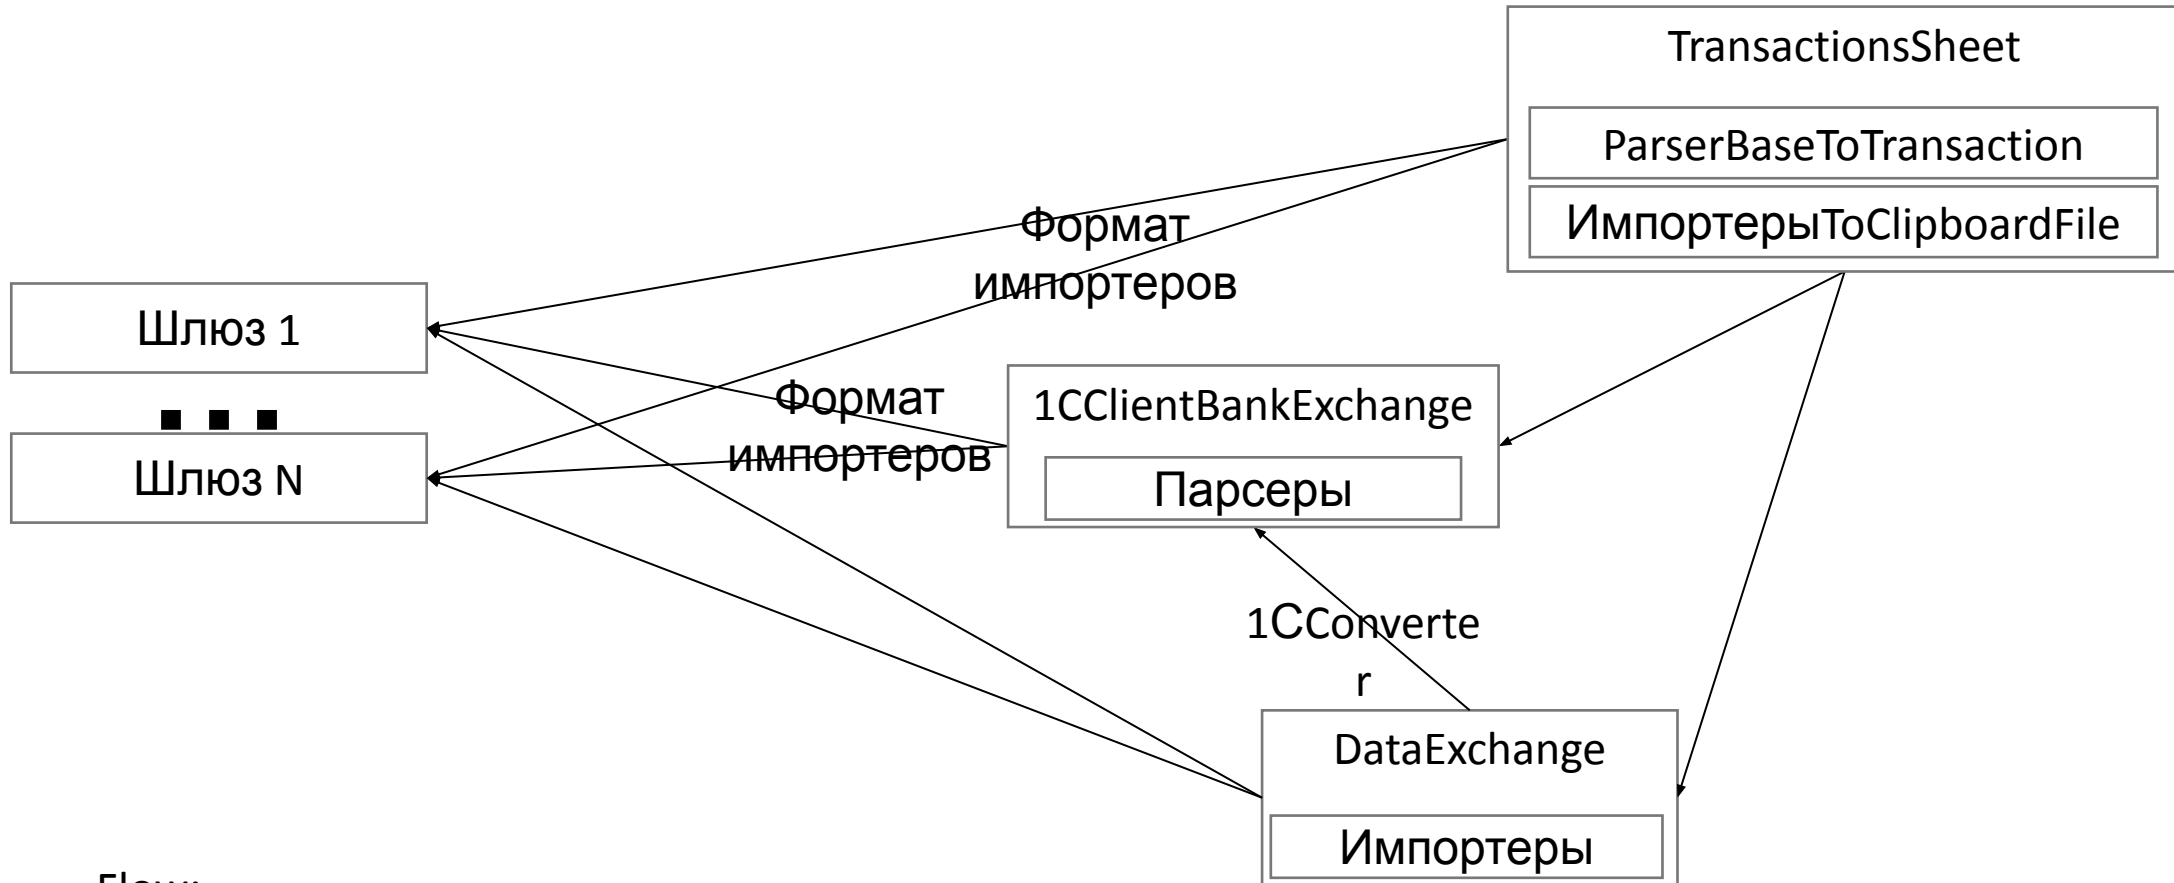 TransactionsSheet
ParserBaseToTransaction
ИмпортерыToClipboardFile
Формат
импортеров
Шлюз 1
...
Шлюз N
Формат
импортеров
1CClientBankExchange
Парсеры
1CConverte
r
DataExchange
Импортеры